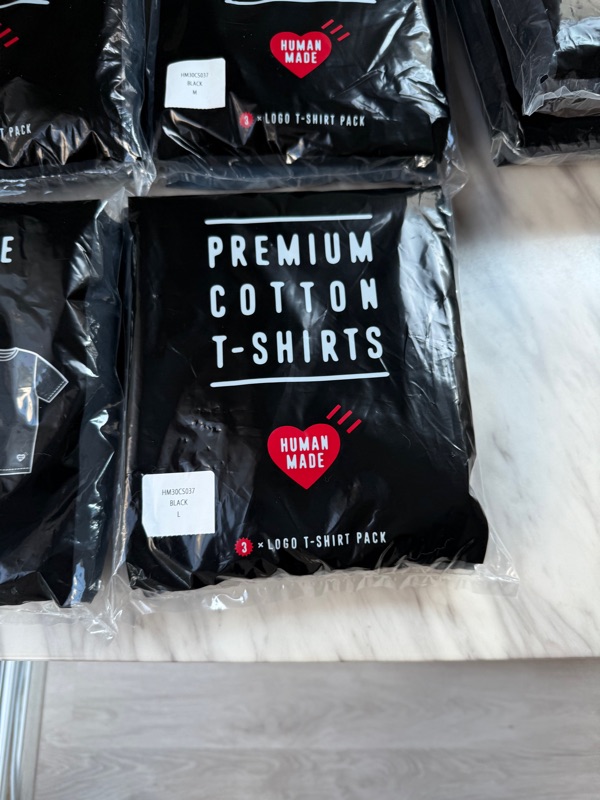 HUMAN
MADE
HM30CS037
BLACK
M
3 × LOGO T-SHIRT PACK
T PACK
PREMIUM
COTTON
T-SHIRTS
HUMAN
MADE
HM30CS037
BLACK
L
3 × LOGO T-SHIRT PACK
E